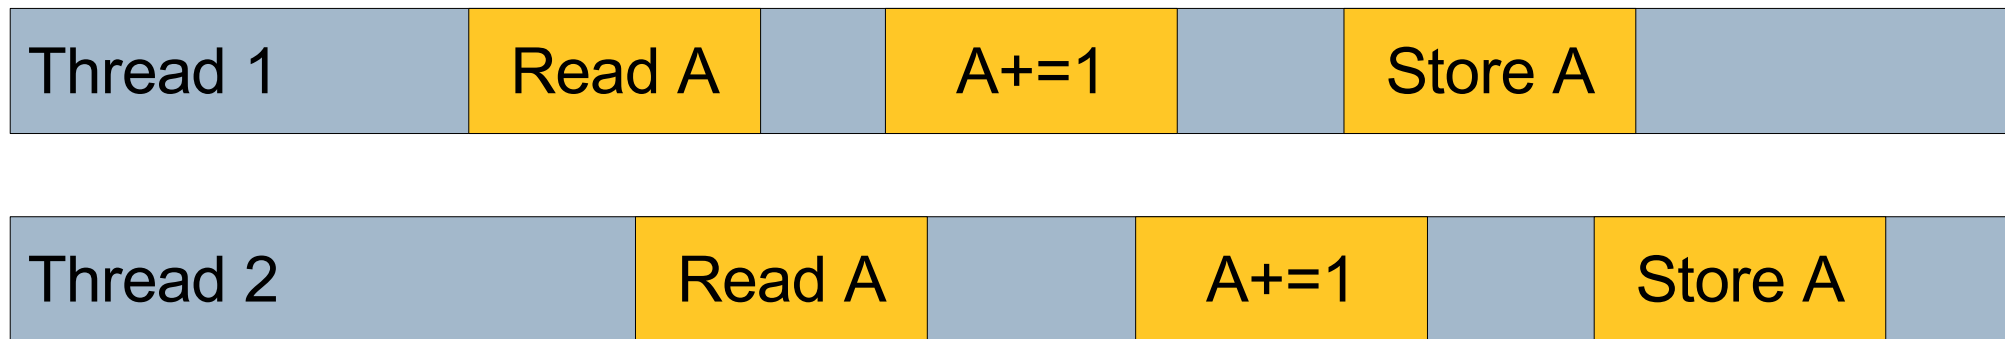 Thread 1 Read A A+=1 Store A
Thread 2 Read A A+=1 Store A